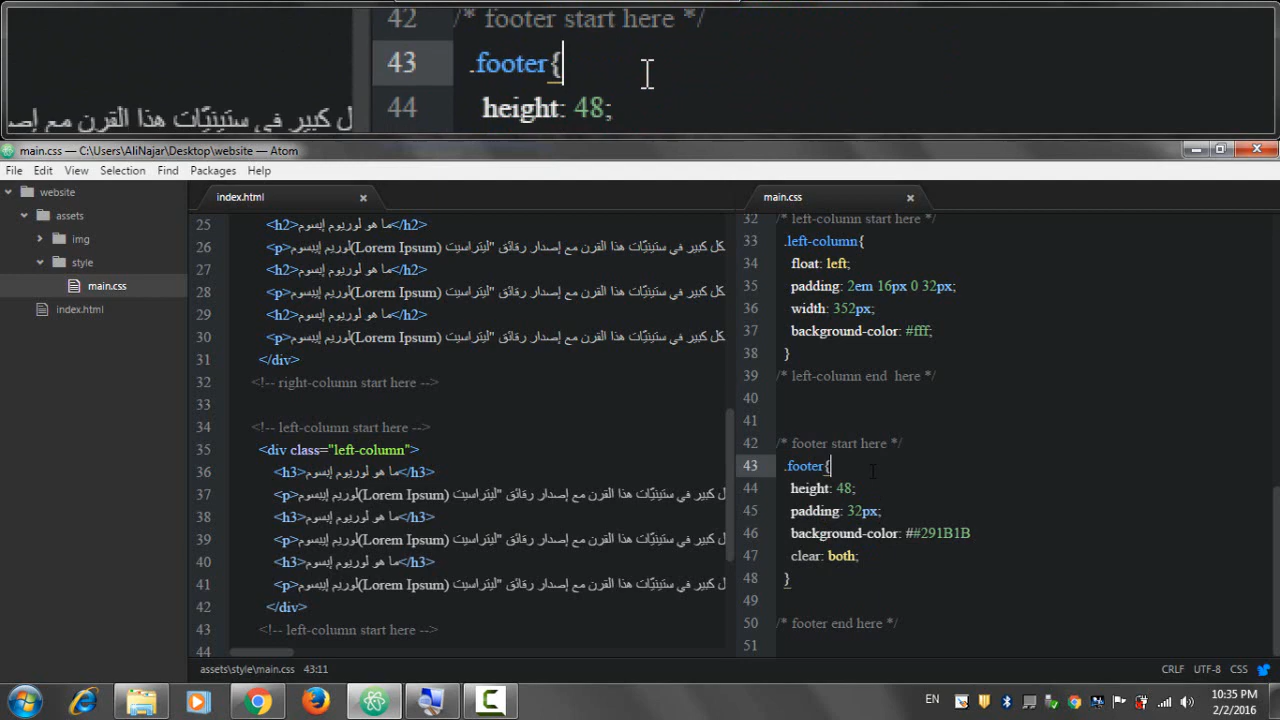 42 /* footer start here */
43 .footer{
44 height: 48;
ل كبير في ستينيّات هذا القرن مع إص
main.css — C:\Users\AliNajar\Desktop\website — Atom
File Edit View Selection Find Packages Help
website
assets
img
style
main.css
index.html
index.html
25 <h2>ما هو لوريوم إيبسوم</h2>
26 <p>لوريم إيبسوم(Lorem Ipsum) كل كبير في ستينيّات هذا القرن مع إصدار رقائق "ليتراسيت
27 <h2>ما هو لوريوم إيبسوم</h2>
28 <p>لوريم إيبسوم(Lorem Ipsum) كل كبير في ستينيّات هذا القرن مع إصدار رقائق "ليتراسيت
29 <h2>ما هو لوريوم إيبسوم</h2>
30 <p>لوريم إيبسوم(Lorem Ipsum) كل كبير في ستينيّات هذا القرن مع إصدار رقائق "ليتراسيت
31 </div>
32 <!-- right-column start here -->
33
34 <!-- left-column start here -->
35 <div class="left-column">
36 <h3>ما هو لوريوم إيبسوم</h3>
37 <p>لوريم إيبسوم(Lorem Ipsum) ل كبير في ستينيّات هذا القرن مع إصدار رقائق "ليتراسيت
38 <h3>ما هو لوريوم إيبسوم</h3>
39 <p>لوريم إيبسوم(Lorem Ipsum) ل كبير في ستينيّات هذا القرن مع إصدار رقائق "ليتراسيت
40 <h3>ما هو لوريوم إيبسوم</h3>
41 <p>لوريم إيبسوم(Lorem Ipsum) ل كبير في ستينيّات هذا القرن مع إصدار رقائق "ليتراسيت
42 </div>
43 <!-- left-column start here -->
44
main.css
32 /* left-column start here */
33 .left-column{
34 float: left;
35 padding: 2em 16px 0 32px;
36 width: 352px;
37 background-color: #fff;
38 }
39 /* left-column end  here */
40
41
42 /* footer start here */
43 .footer{
44 height: 48;
45 padding: 32px;
46 background-color: ##291B1B
47 clear: both;
48 }
49
50 /* footer end here */
51
assets\style\main.css 43:11 CRLF UTF-8 CSS
EN 10:35 PM
2/2/2016